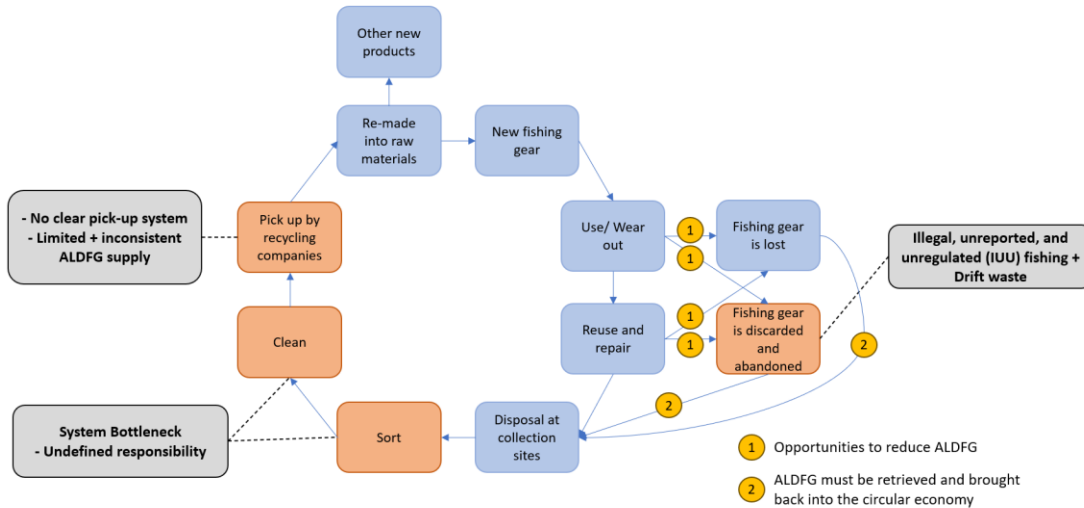 Other new
products
Re-made
into raw
materials
New fishing
gear
- No clear pick-up system
- Limited + inconsistent
ALDFG supply
Pick up by
recycling
companies
Use/ Wear
out
1
1
Fishing gear
is lost
Illegal, unreported, and
unregulated (IUU) fishing +
Drift waste
Clean
Reuse and
repair
1
1
Fishing gear
is discarded
and
abandoned
2
2
System Bottleneck
- Undefined responsibility
Sort
Disposal at
collection
sites
1 Opportunities to reduce ALDFG
2 ALDFG must be retrieved and brought
back into the circular economy